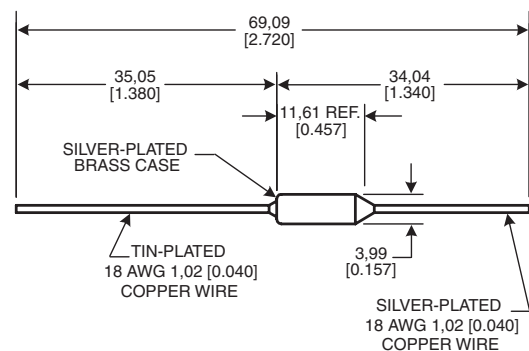 69,09
[2.720]
35,05
[1.380]
34,04
[1.340]
11,61 REF.
[0.457]
SILVER-PLATED
BRASS CASE
TIN-PLATED
18 AWG 1,02 [0.040]
COPPER WIRE
3,99
[0.157]
SILVER-PLATED
18 AWG 1,02 [0.040]
COPPER WIRE